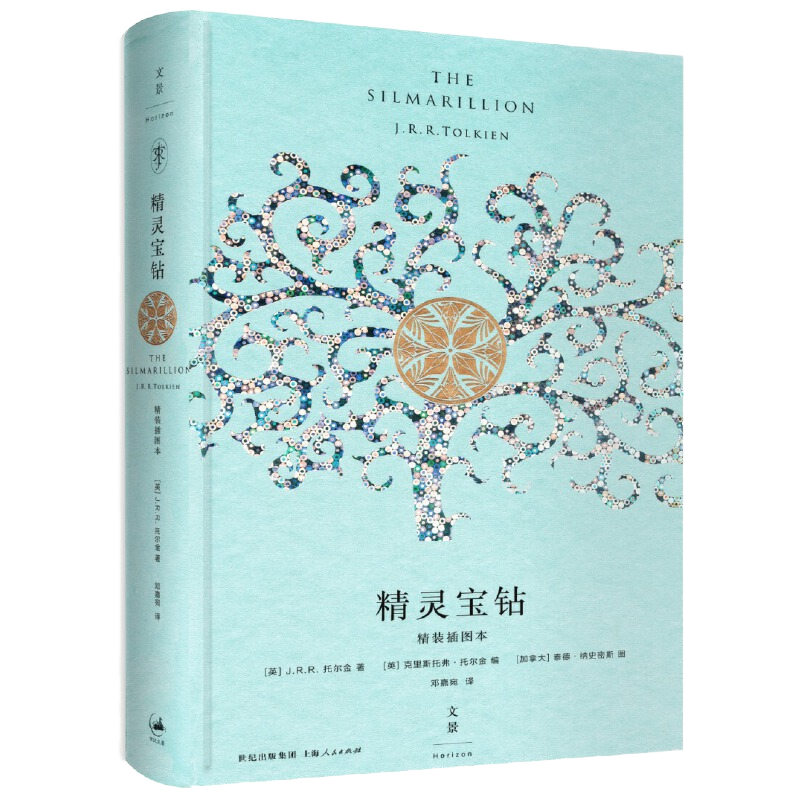 文景
Horizon
精灵宝钻
THE
SILMARILLION
J.R.R.TOLKIEN
精装插图本
[英] J.R.R. 托尔金 著
邓嘉宛 译
THE
SILMARILLION
J.R.R.TOLKIEN
精灵宝钻
精装插图本
[英] J.R.R. 托尔金 著 [英] 克里斯托弗·托尔金 编 [加拿大] 泰德·纳史密斯 图
邓嘉宛 译
文景
Horizon
世纪出版集团 上海人民出版社